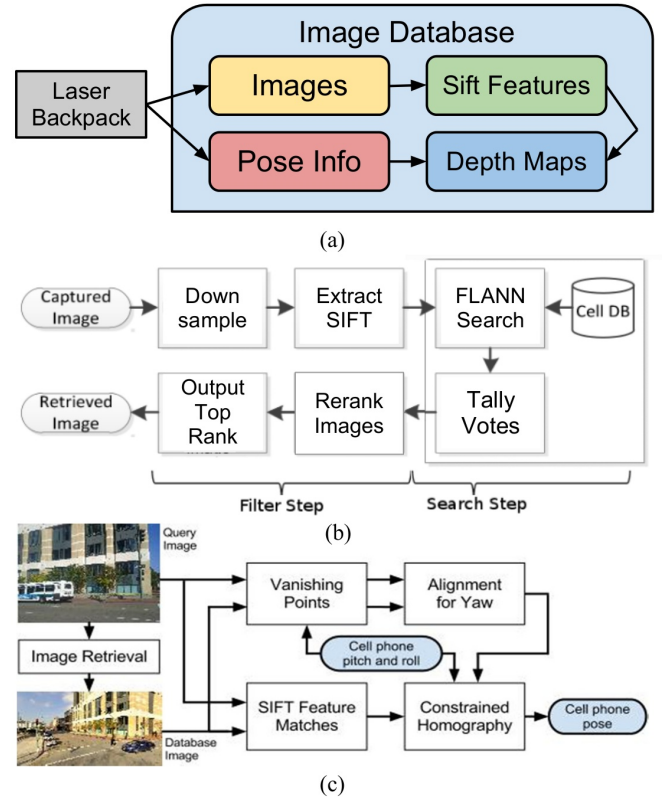 Image Database
Laser
Backpack
Images
Sift Features
Pose Info
Depth Maps
(a)
Captured
Image
Down
sample
Extract
SIFT
FLANN
Search
Cell DB
Retrieved
Image
Output
Top
Rank
Rerank
Images
Tally
Votes
Filter Step
Search Step
(b)
Query
Image
Vanishing
Points
Alignment
for Yaw
Image Retrieval
Cell phone
pitch and roll
SIFT Feature
Matches
Constrained
Homography
Cell phone
pose
Database
Image
(c)